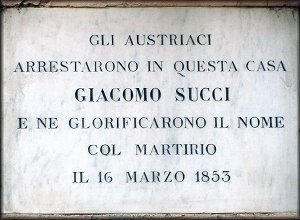 GLI AUSTRIACI
ARRESTARONO IN QUESTA CASA
GIACOMO SUCCI
E NE GLORIFICARONO IL NOME
COL MARTIRIO
IL 16 MARZO 1853